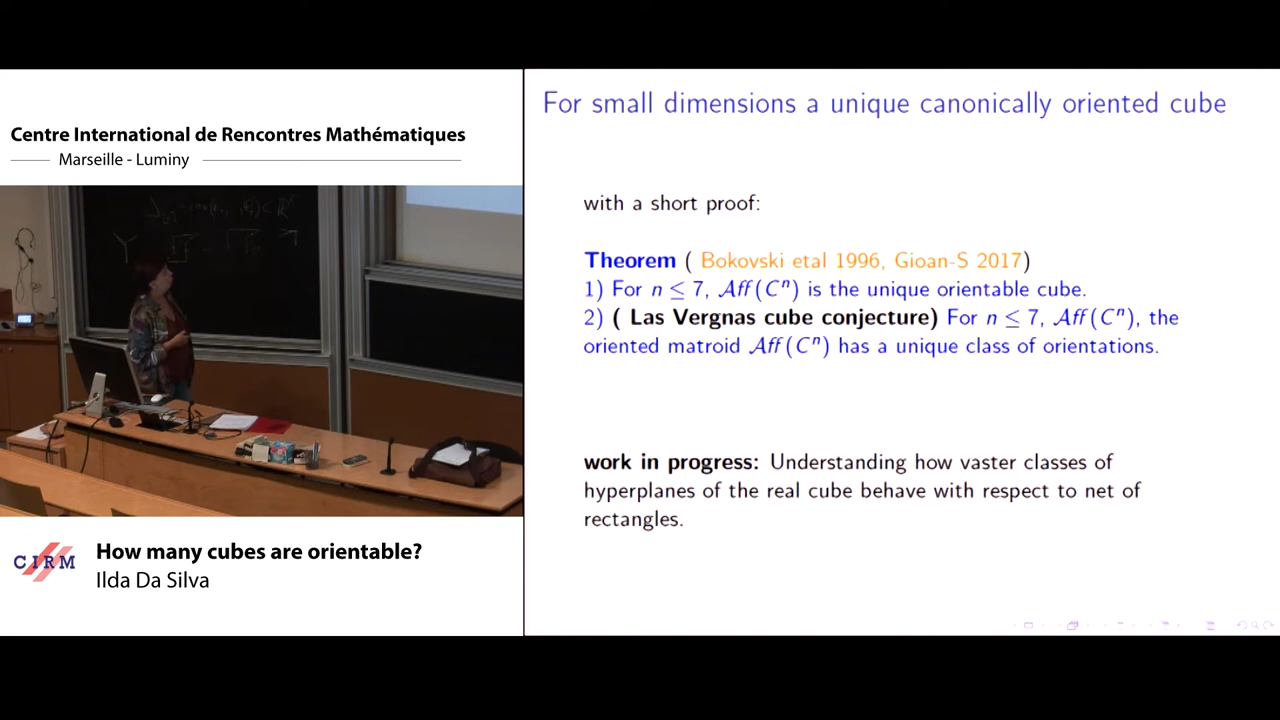 Centre International de Rencontres Mathématiques
Marseille - Luminy
CIRM
How many cubes are orientable?
Ilda Da Silva
For small dimensions a unique canonically oriented cube
with a short proof:
Theorem ( Bokovski etal 1996, Gioan-S 2017)
1) For n ≤ 7, Aff(Cⁿ) is the unique orientable cube.
2) ( Las Vergnas cube conjecture) For n ≤ 7, Aff(Cⁿ), the
oriented matroid Aff(Cⁿ) has a unique class of orientations.
work in progress: Understanding how vaster classes of
hyperplanes of the real cube behave with respect to net of
rectangles.